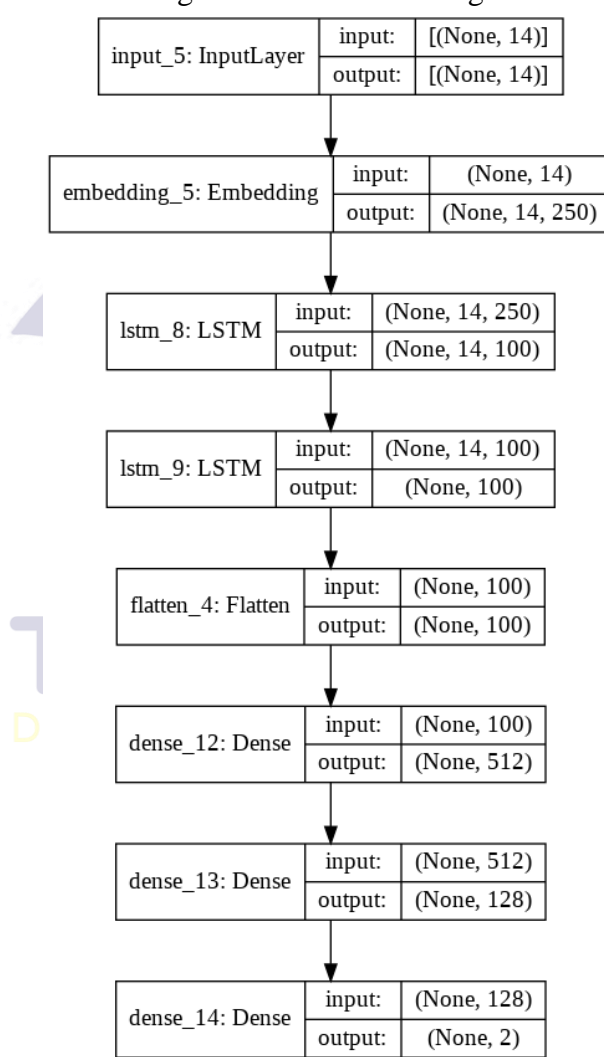 input_5: InputLayer
input:
[(None, 14)]
output:
[(None, 14)]
embedding_5: Embedding
input:
(None, 14)
output:
(None, 14, 250)
lstm_8: LSTM
input:
(None, 14, 250)
output:
(None, 14, 100)
lstm_9: LSTM
input:
(None, 14, 100)
output:
(None, 100)
flatten_4: Flatten
input:
(None, 100)
output:
(None, 100)
dense_12: Dense
input:
(None, 100)
output:
(None, 512)
dense_13: Dense
input:
(None, 512)
output:
(None, 128)
dense_14: Dense
input:
(None, 128)
output:
(None, 2)